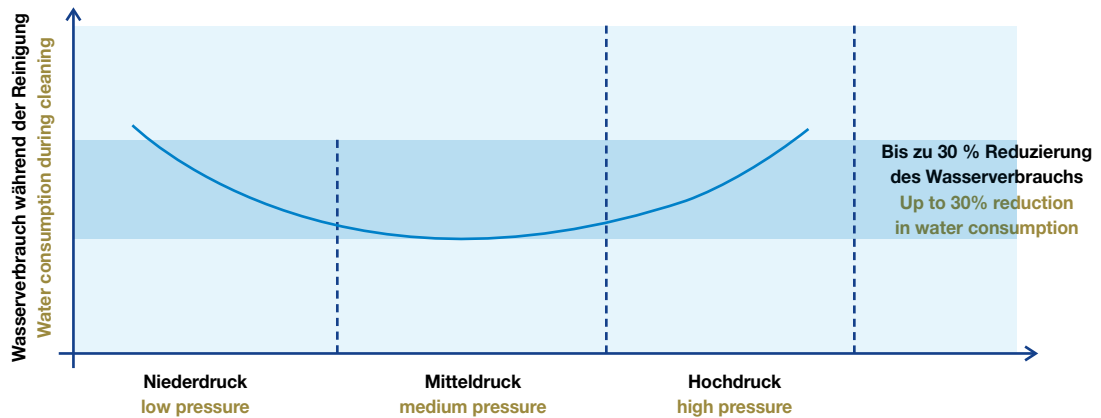 Wasserverbrauch während der Reinigung
Water consumption during cleaning
Bis zu 30 % Reduzierung
des Wasserverbrauchs
Up to 30% reduction
in water consumption
Niederdruck
low pressure
Mitteldruck
medium pressure
Hochdruck
high pressure